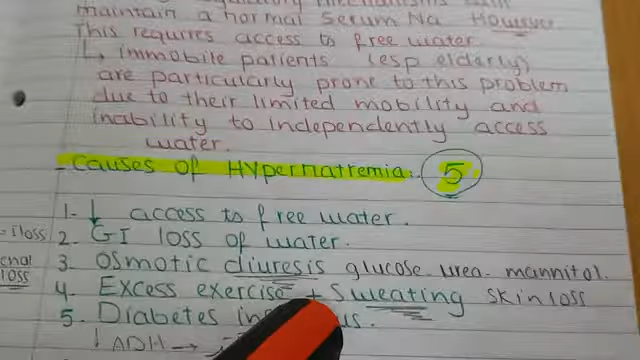 maintain a normal serum Na However
This requires access to free water.
↳ immobile patients (esp elderly)
are particularly prone to this problem
due to their limited mobility and
inability to independently access
water.
- Causes of Hypernatremia: 5
1. ↓ access to free water.
2. GI loss of water.
3. Osmotic diuresis glucose. urea. mannitol.
4. Excess exercise + sweating skin loss
5. Diabetes
↓ ADH →
loss
loss